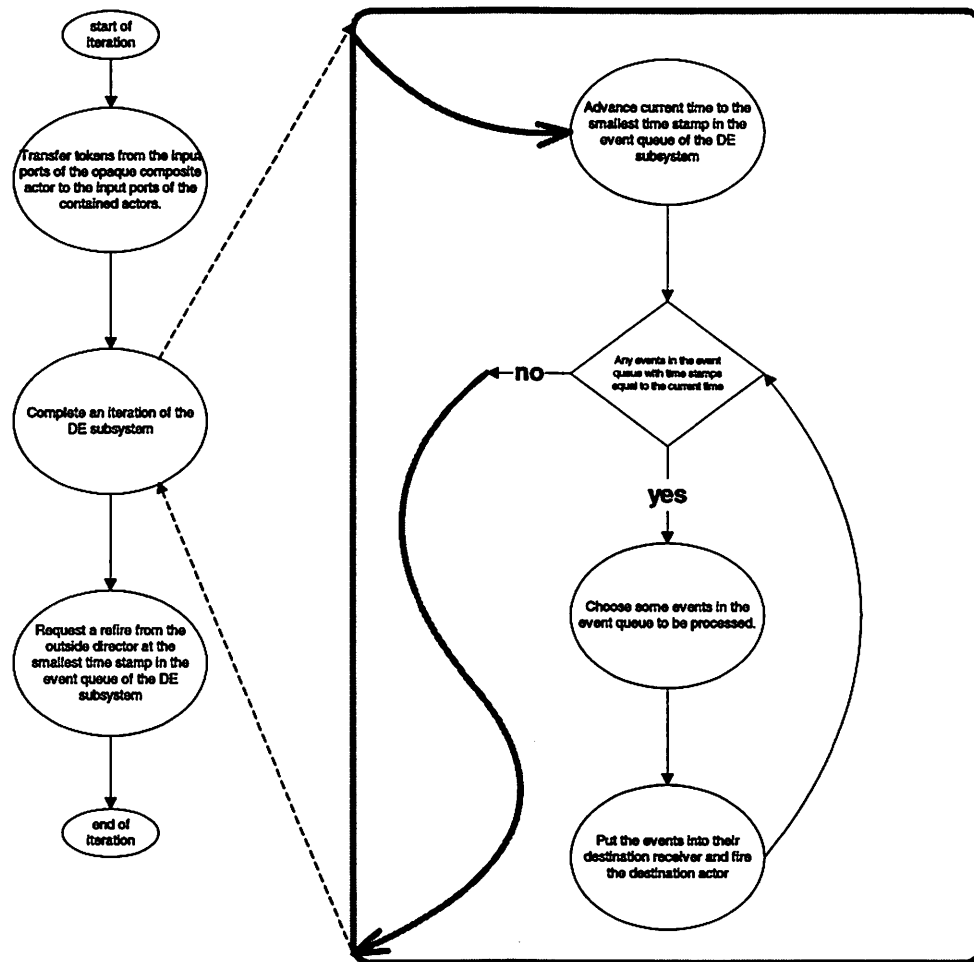 start of
iteration
Transfer tokens from the input
ports of the opaque composite
actor to the input ports of the
contained actors.
Complete an iteration of the
DE subsystem
Request a refire from the
outside director at the
smallest time stamp in the
event queue of the DE
subsystem
end of
iteration
Advance current time to the
smallest time stamp in the
event queue of the DE
subsystem
Any events in the event
queue with time stamps
equal to the current time
no
yes
Choose some events in the
event queue to be processed.
Put the events into their
destination receiver and fire
the destination actor